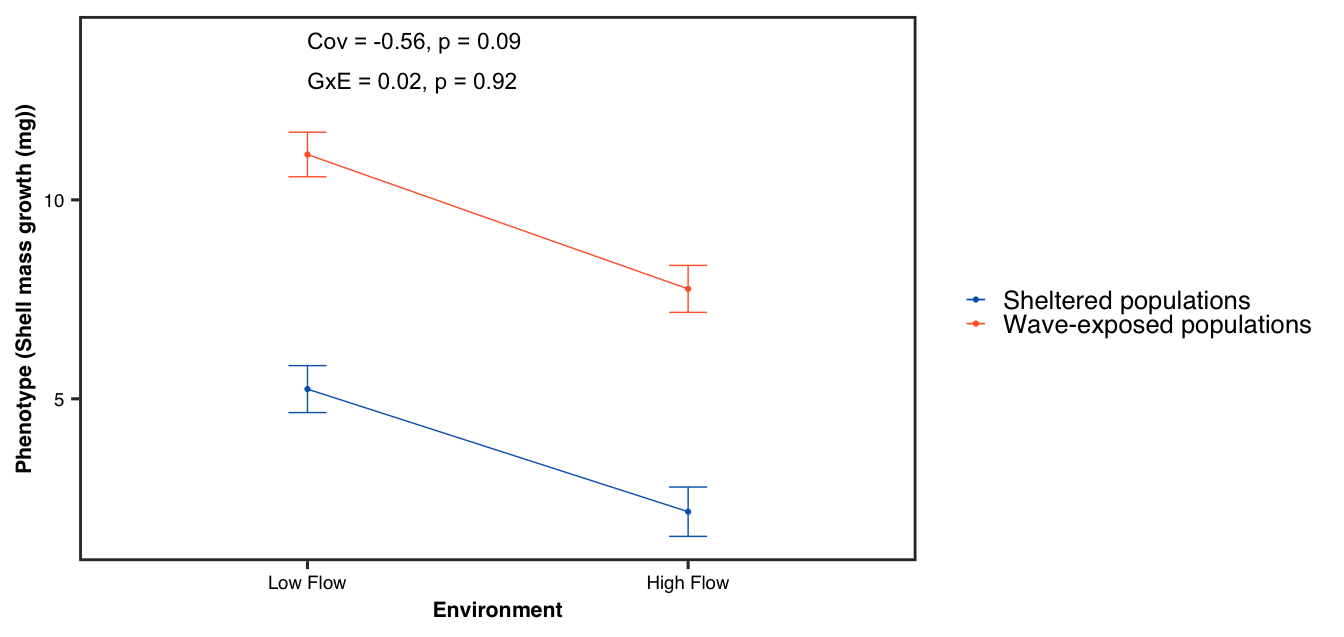 Cov = -0.56, p = 0.09
GxE = 0.02, p = 0.92
Phenotype (Shell mass growth (mg))
10
5
Low Flow
High Flow
Environment
Sheltered populations
Wave-exposed populations